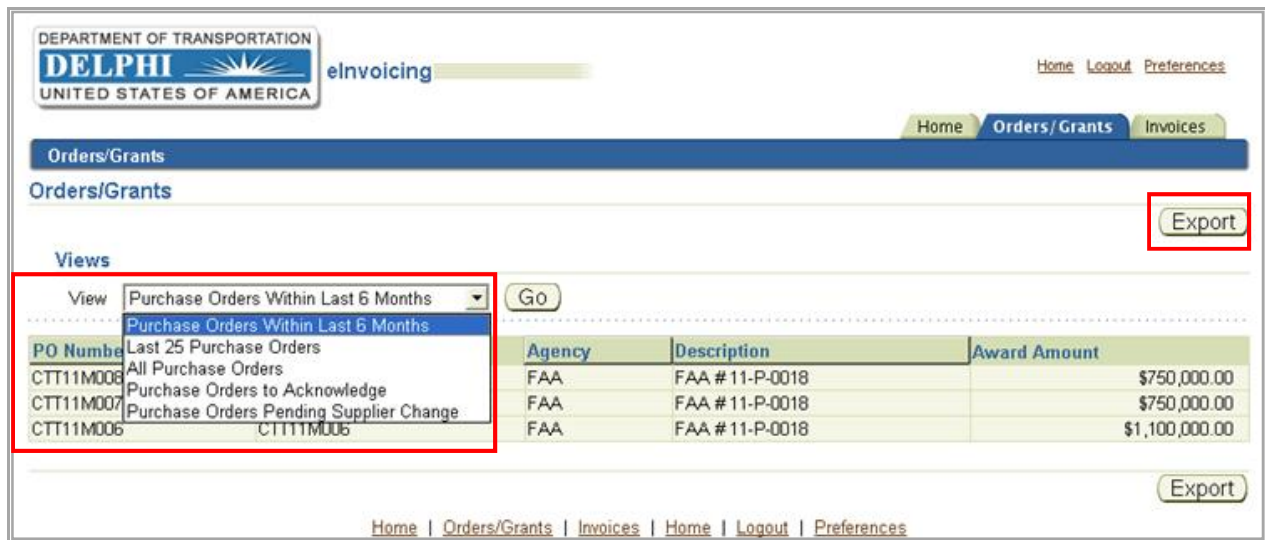 DEPARTMENT OF TRANSPORTATION
DELPHI
UNITED STATES OF AMERICA
eInvoicing
Home Logout Preferences
Home Orders/Grants Invoices
Orders/Grants
Orders/Grants
Export
Views
View Purchase Orders Within Last 6 Months Go
Purchase Orders Within Last 6 Months
Last 25 Purchase Orders
All Purchase Orders
Purchase Orders to Acknowledge
Purchase Orders Pending Supplier Change
PO Numbe Agency Description Award Amount
CTT11M008 FAA FAA # 11-P-0018 $750,000.00
CTT11M007 FAA FAA # 11-P-0018 $750,000.00
CTT11M006 CTT11M006 FAA FAA # 11-P-0018 $1,100,000.00
Export
Home | Orders/Grants | Invoices | Home | Logout | Preferences